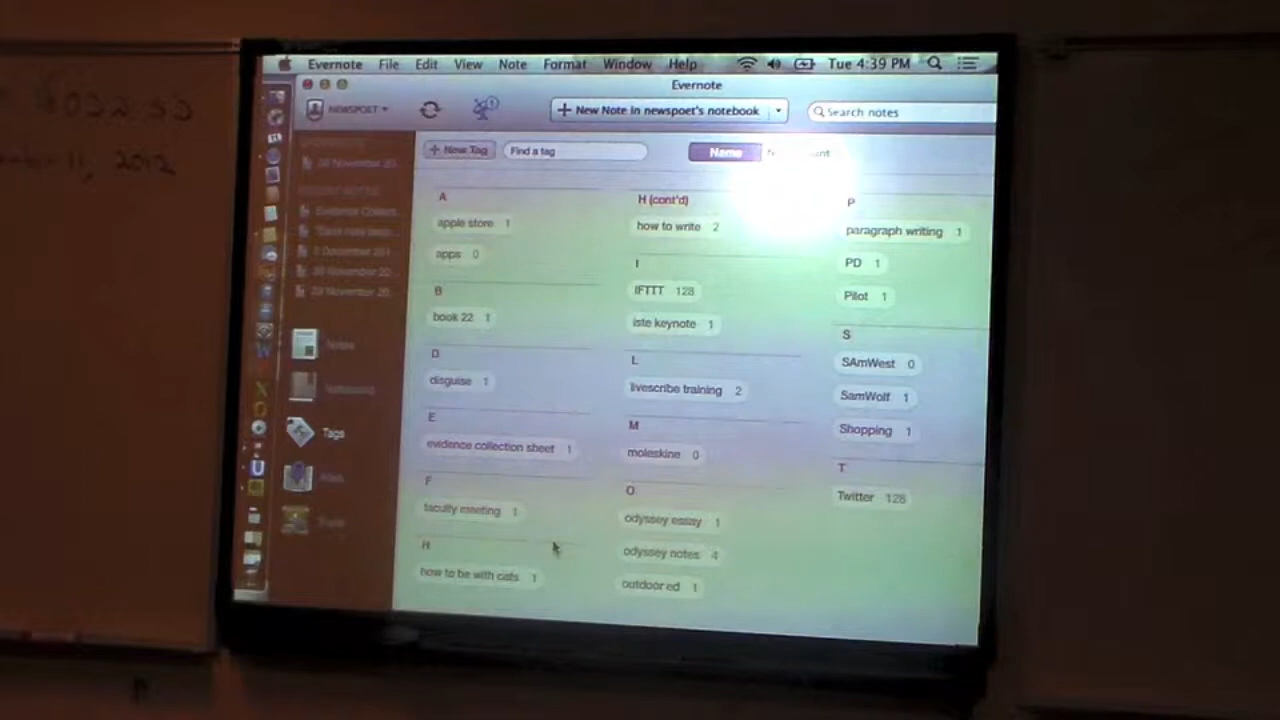 Evernote File Edit View Note Format Window Help Tue 4:39 PM
Evernote
NEWSPOET
+ New Note in newspoet's notebook
Search notes
+ New Tag
Find a tag
Name
A
apple store 1
apps 0
B
book 22 1
D
disguise 1
E
evidence collection sheet 1
F
faculty meeting 1
H
how to be with cats 1
H (cont'd)
how to write 2
I
IFTTT 128
iste keynote 1
L
livescribe training 2
M
moleskine 0
O
odyssey essay 1
odyssey notes 4
outdoor ed 1
P
paragraph writing 1
PD 1
Pilot 1
S
SAmWest 0
SamWolf 1
Shopping 1
T
Twitter 128
Notes
Tags
11, 2012